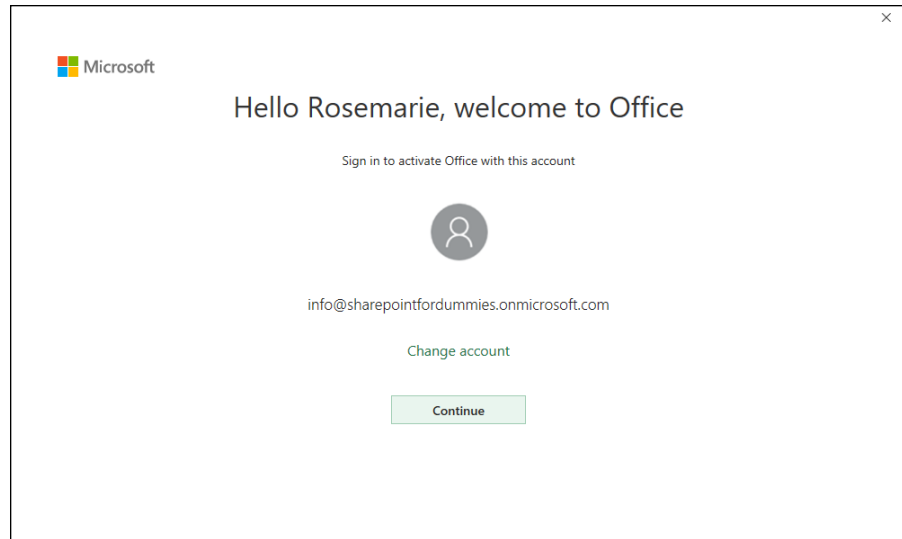 Microsoft
Hello Rosemarie, welcome to Office
Sign in to activate Office with this account
info@sharepointfordummies.onmicrosoft.com
Change account
Continue